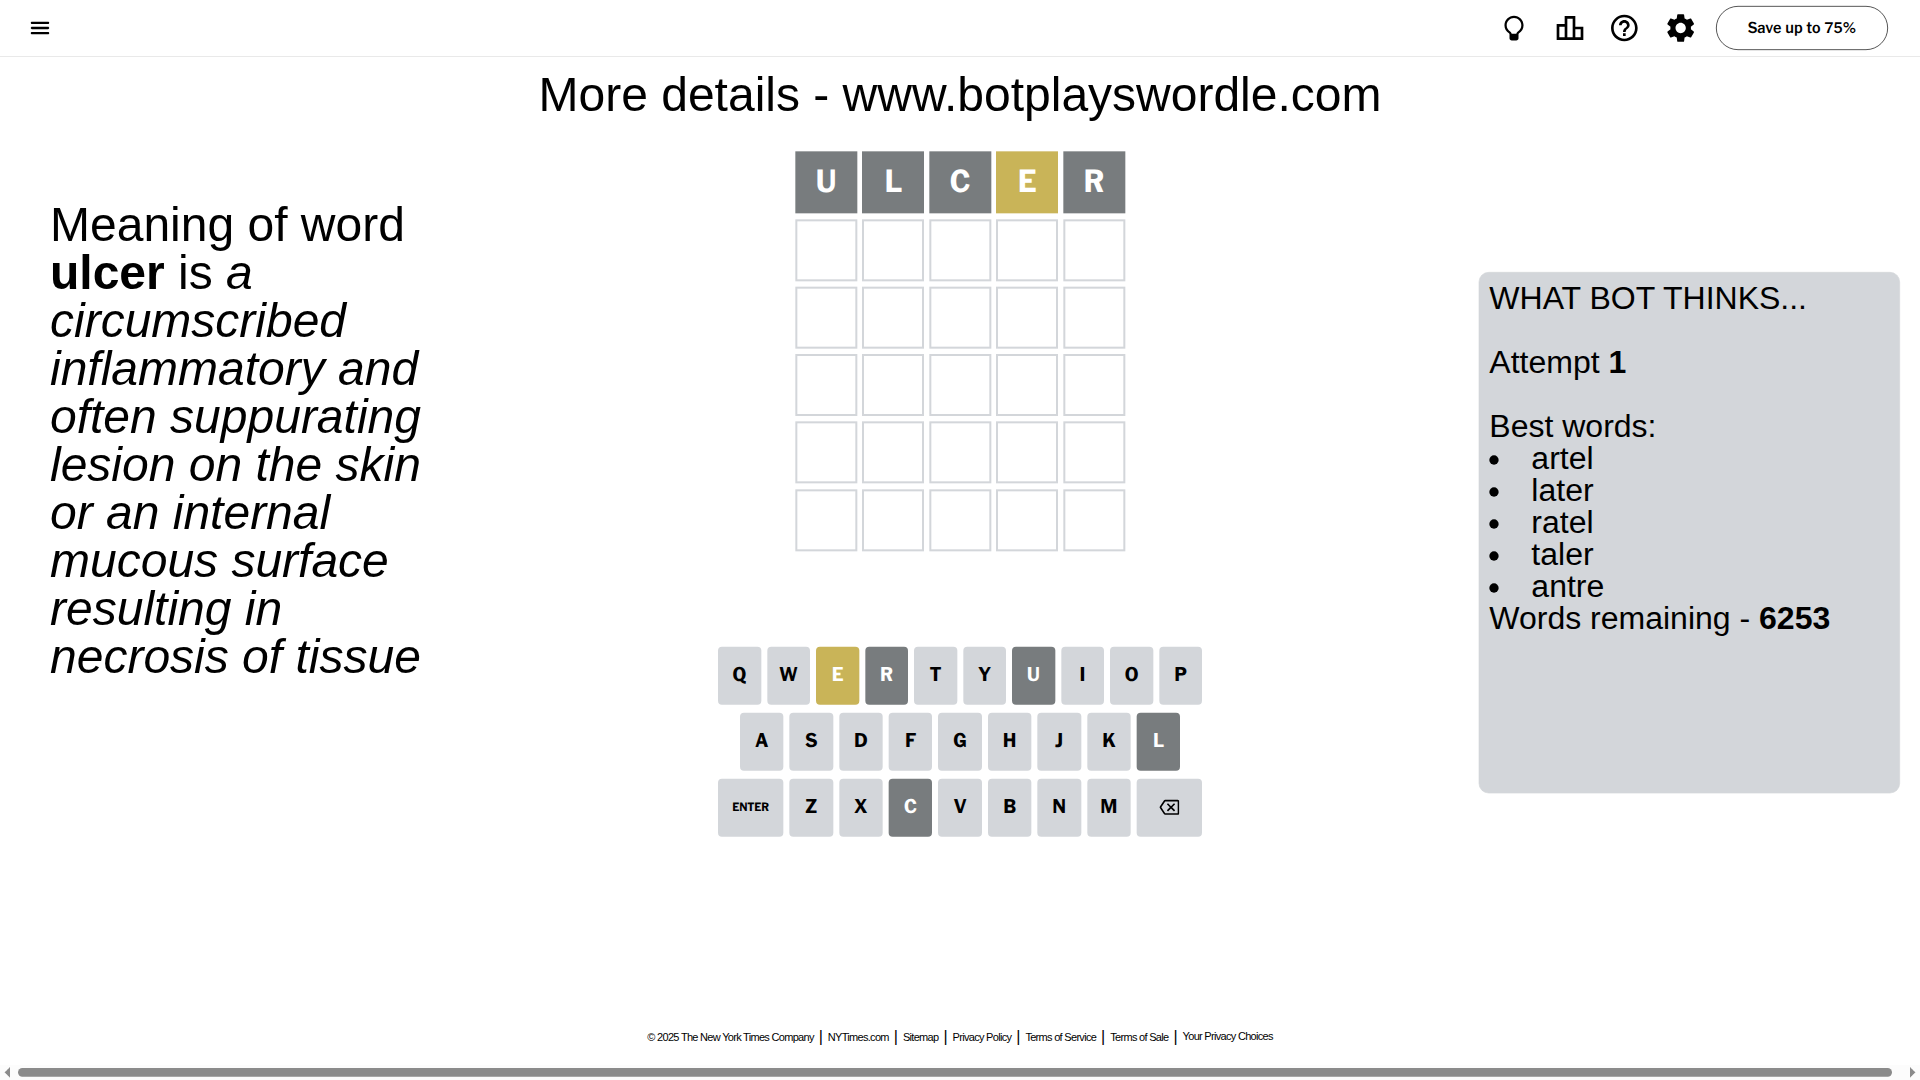 Save up to 75%
More details - www.botplayswordle.com
Meaning of word
ulcer is a
circumscribed
inflammatory and
often suppurating
lesion on the skin
or an internal
mucous surface
resulting in
necrosis of tissue
U L C E R
WHAT BOT THINKS...
Attempt 1
Best words:
• artel
• later
• ratel
• taler
• antre
Words remaining - 6253
Q W E R T Y U I O P
A S D F G H J K L
ENTER Z X C V B N M
© 2025 The New York Times Company | NYTimes.com | Sitemap | Privacy Policy | Terms of Service | Terms of Sale | Your Privacy Choices